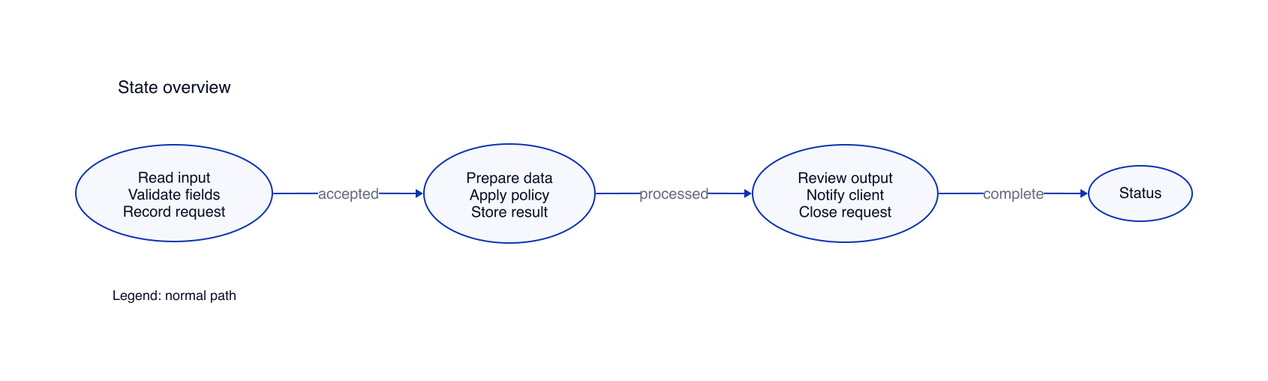 State overview
Read input
Validate fields
Record request
accepted
Prepare data
Apply policy
Store result
processed
Review output
Notify client
Close request
complete
Status
Legend: normal path